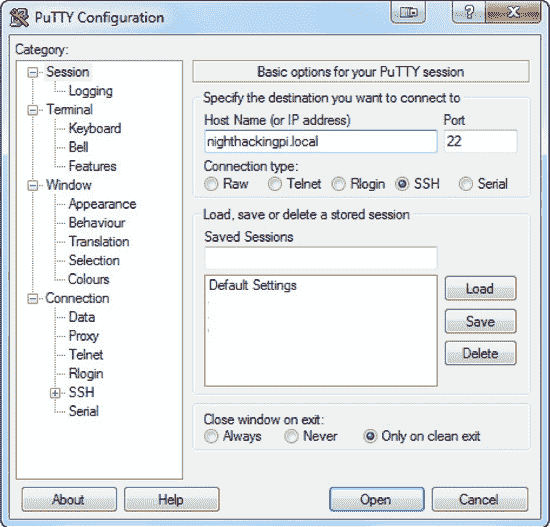 PuTTY Configuration
Category:
Session
Logging
Terminal
Keyboard
Bell
Features
Window
Appearance
Behaviour
Translation
Selection
Colours
Connection
Data
Proxy
Telnet
Rlogin
SSH
Serial
Basic options for your PuTTY session
Specify the destination you want to connect to
Host Name (or IP address) Port
nighthackingpi.local 22
Connection type:
Raw Telnet Rlogin SSH Serial
Load, save or delete a stored session
Saved Sessions
Default Settings
Load
Save
Delete
Close window on exit:
Always Never Only on clean exit
About Help Open Cancel